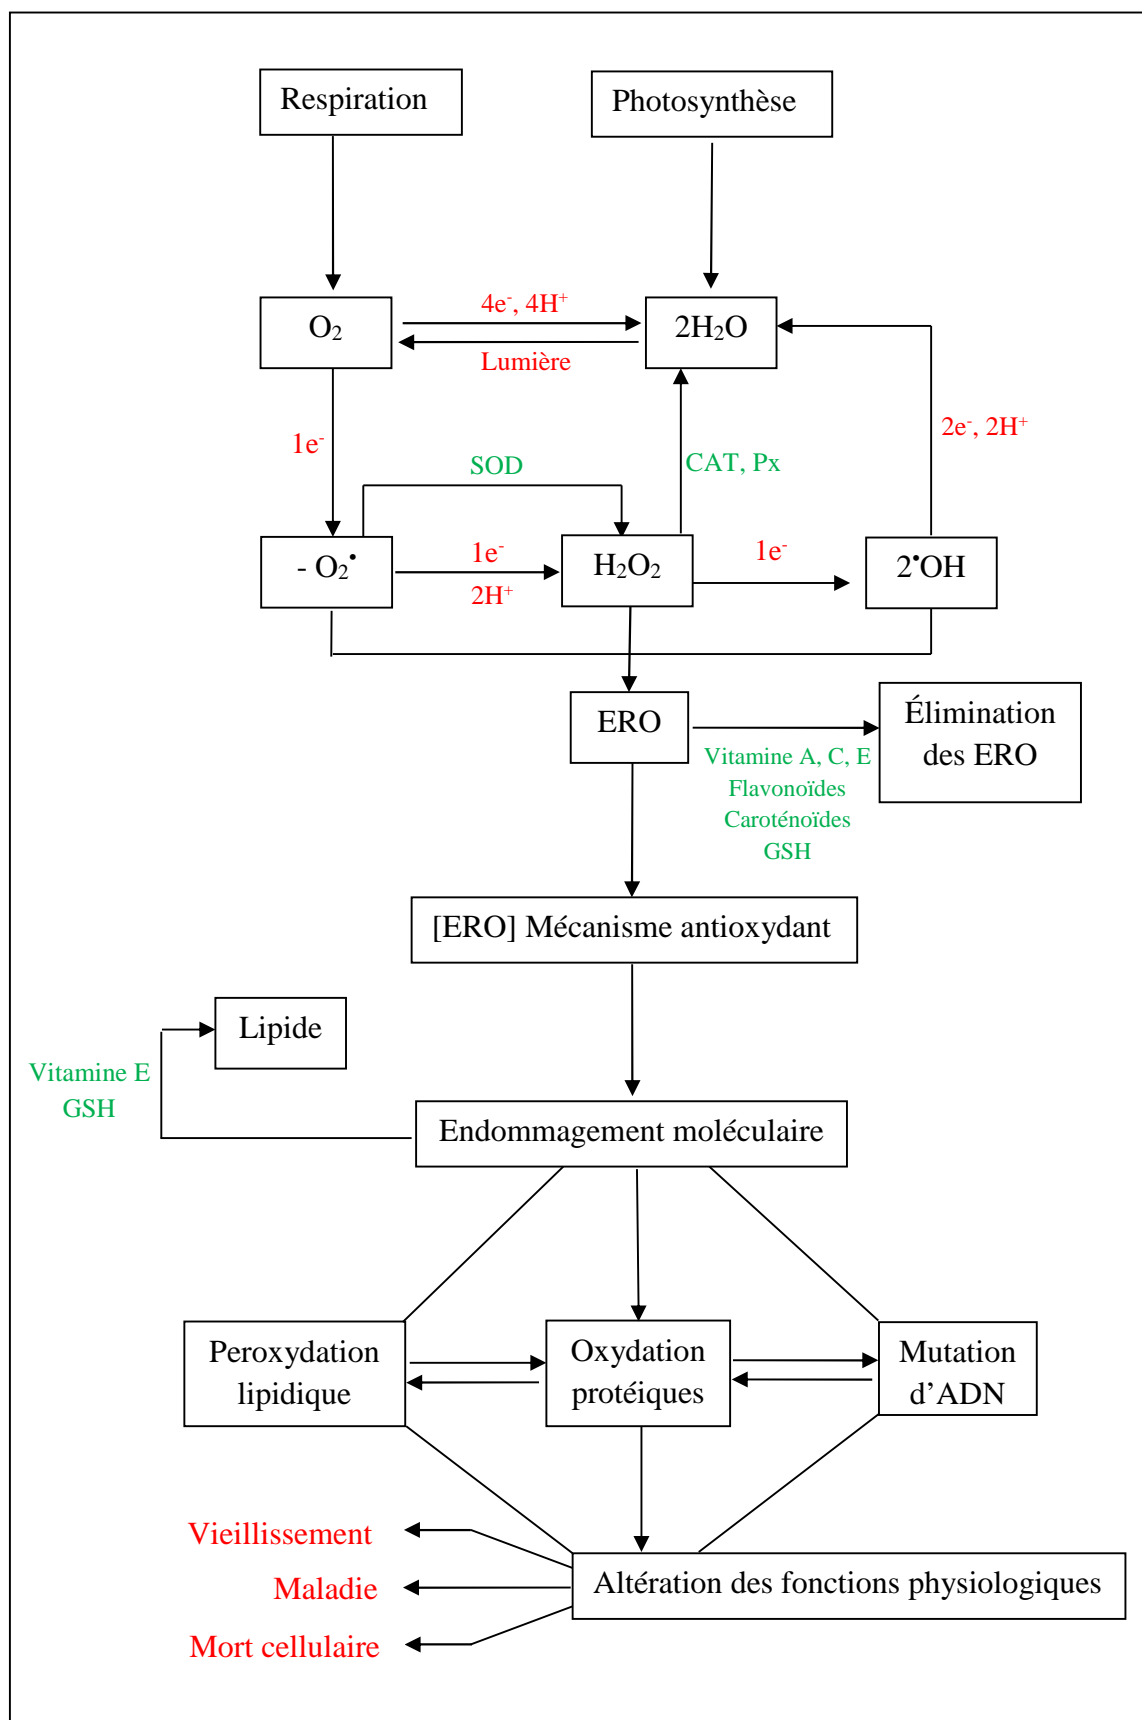 Respiration
Photosynthèse
4e⁻, 4H⁺
O₂
2H₂O
Lumière
1e⁻
2e⁻, 2H⁺
SOD
CAT, Px
- O₂•
1e⁻
2H⁺
H₂O₂
1e⁻
2•OH
ERO
Élimination
des ERO
Vitamine A, C, E
Flavonoïdes
Caroténoïdes
GSH
[ERO] Mécanisme antioxydant
Lipide
Vitamine E
GSH
Endommagement moléculaire
Peroxydation
lipidique
Oxydation
protéiques
Mutation
d’ADN
Vieillissement
Maladie
Mort cellulaire
Altération des fonctions physiologiques